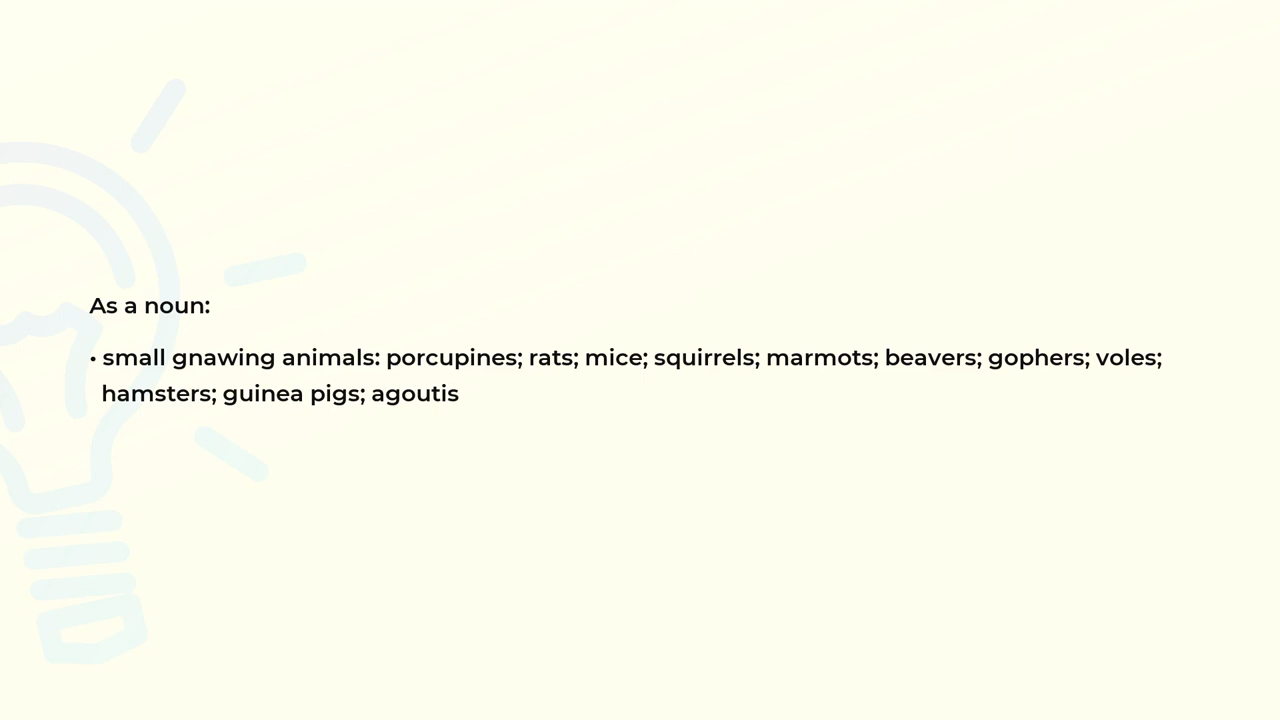 As a noun:
• small gnawing animals: porcupines; rats; mice; squirrels; marmots; beavers; gophers; voles;
hamsters; guinea pigs; agoutis